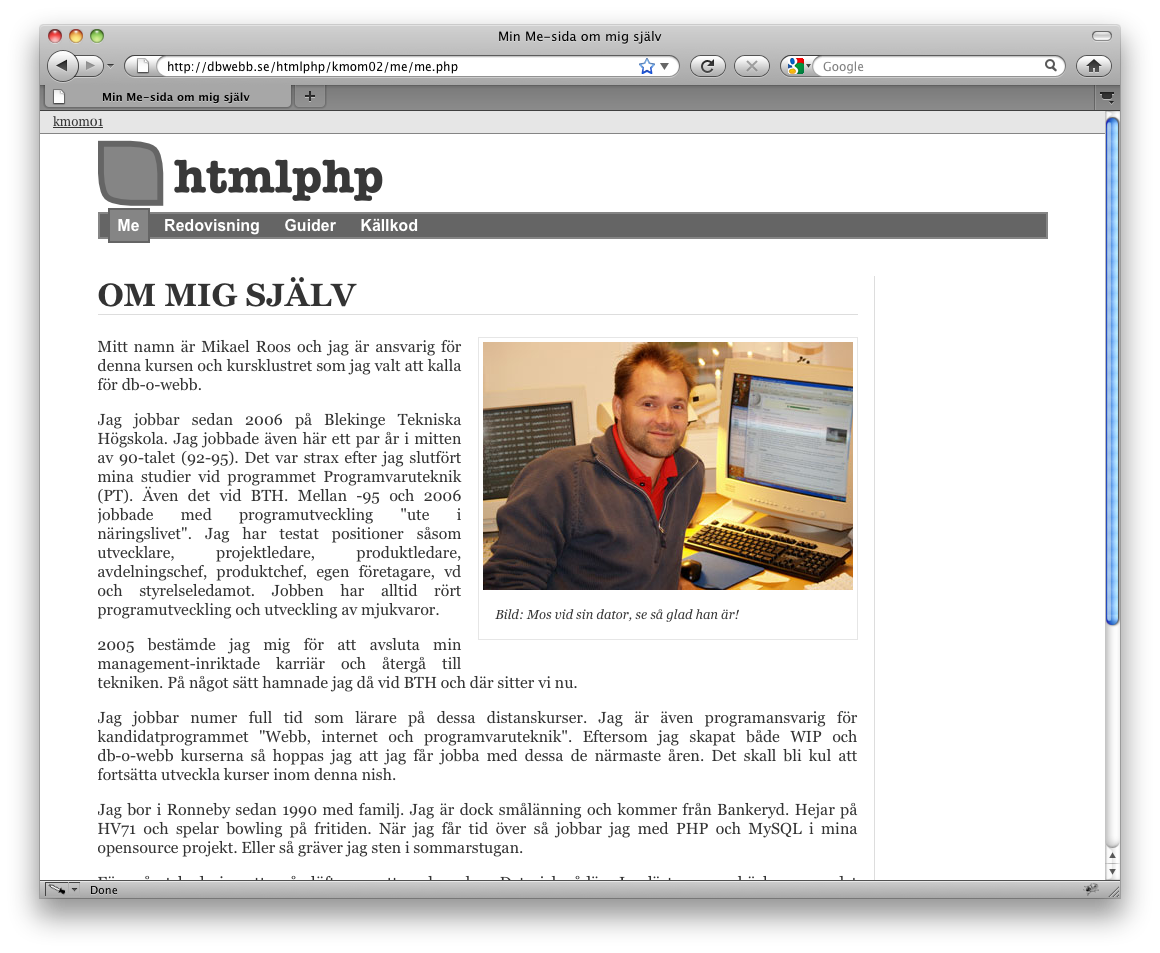 Min Me-sida om mig själv
http://dbwebb.se/htmlphp/kmom02/me/me.php
Google
Min Me-sida om mig själv
kmom01
htmlphp
Me Redovisning Guider Källkod
OM MIG SJÄLV
Mitt namn är Mikael Roos och jag är ansvarig för
denna kursen och kursklustret som jag valt att kalla
för db-o-webb.
Jag jobbar sedan 2006 på Blekinge Tekniska
Högskola. Jag jobbade även här ett par år i mitten
av 90-talet (92-95). Det var strax efter jag slutfört
mina studier vid programmet Programvaruteknik
(PT). Även det vid BTH. Mellan -95 och 2006
jobbade med programutveckling "ute i
näringslivet". Jag har testat positioner såsom
utvecklare, projektledare, produktledare,
avdelningschef, produktchef, egen företagare, vd
och styrelseledamot. Jobben har alltid rört
programutveckling och utveckling av mjukvaror.
Bild: Mos vid sin dator, se så glad han är!
2005 bestämde jag mig för att avsluta min
management-inriktade karriär och återgå till
tekniken. På något sätt hamnade jag då vid BTH och där sitter vi nu.
Jag jobbar numer full tid som lärare på dessa distanskurser. Jag är även programansvarig för
kandidatprogrammet "Webb, internet och programvaruteknik". Eftersom jag skapat både WIP och
db-o-webb kurserna så hoppas jag att jag får jobba med dessa de närmaste åren. Det skall bli kul att
fortsätta utveckla kurser inom denna nish.
Jag bor i Ronneby sedan 1990 med familj. Jag är dock smålänning och kommer från Bankeryd. Hejar på
HV71 och spelar bowling på fritiden. När jag får tid över så jobbar jag med PHP och MySQL i mina
opensource projekt. Eller så gräver jag sten i sommarstugan.
Done